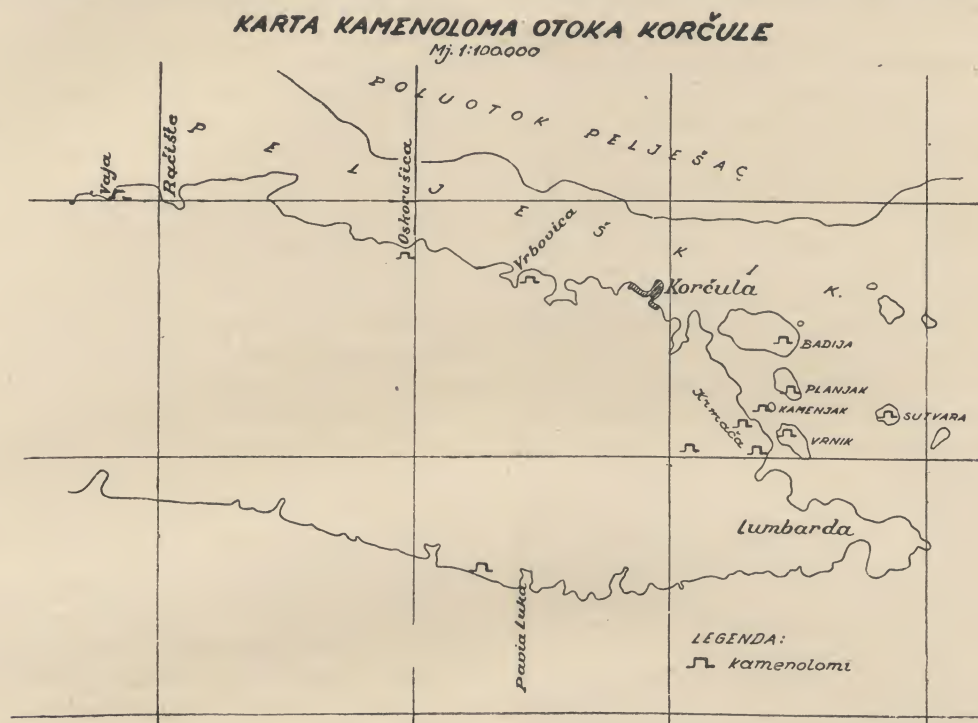 KARTA KAMENOLOMA OTOKA KORČULE
Mj. 1:100.000
POLUOTOK PELJEŠAC
PELJEŠKI K.
Vaja
Račišće
Oskorušica
Vrbovica
Korčula
BADIJA
PLANJAK
KAMENJAK
SUTVARA
Krmača
VRNIK
Lumbarda
Pavia Luka
LEGENDA:
kamenolomi